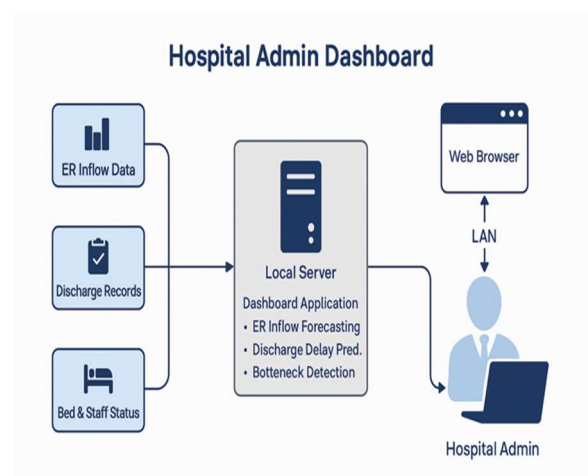 Hospital Admin Dashboard
ER Inflow Data
Discharge Records
Bed & Staff Status
Local Server
Dashboard Application
• ER Inflow Forecasting
• Discharge Delay Pred.
• Botteneck Detection
Web Browser
LAN
Hospital Admin